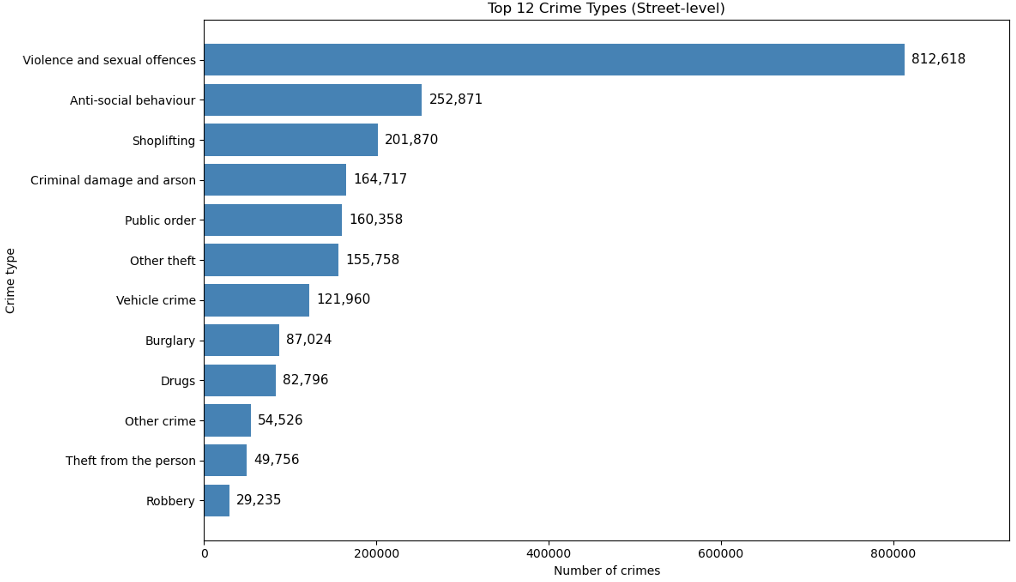 Top 12 Crime Types (Street-level)
Crime type
Violence and sexual offences 812,618
Anti-social behaviour 252,871
Shoplifting 201,870
Criminal damage and arson 164,717
Public order 160,358
Other theft 155,758
Vehicle crime 121,960
Burglary 87,024
Drugs 82,796
Other crime 54,526
Theft from the person 49,756
Robbery 29,235
0 200000 400000 600000 800000
Number of crimes